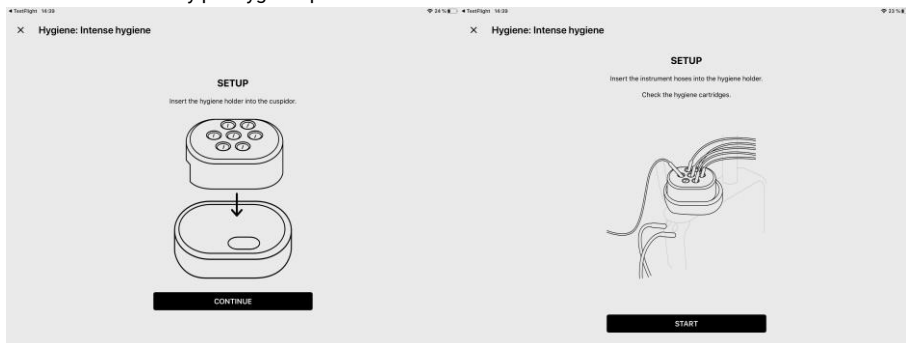 ◀ TestFlight 14:39
24 %
× Hygiene: Intense hygiene
SETUP
Insert the hygiene holder into the cuspidor.
CONTINUE
◀ TestFlight 14:39
23 %
× Hygiene: Intense hygiene
SETUP
Insert the instrument hoses into the hygiene holder.
Check the hygiene cartridges.
START